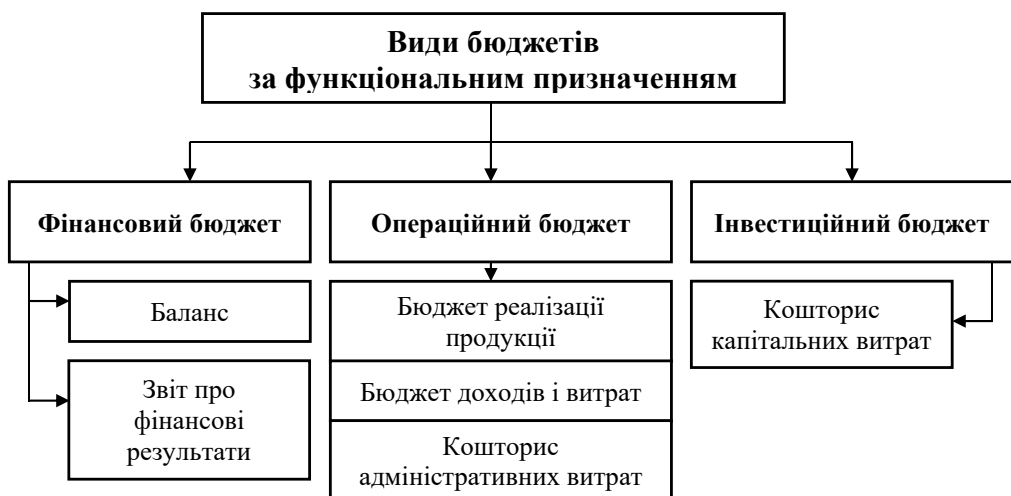 Види бюджетів
за функціональним призначенням
Фінансовий бюджет
Операційний бюджет
Інвестиційний бюджет
Баланс
Звіт про
фінансові
результати
Бюджет реалізації
продукції
Бюджет доходів і витрат
Кошторис
адміністративних витрат
Кошторис
капітальних витрат